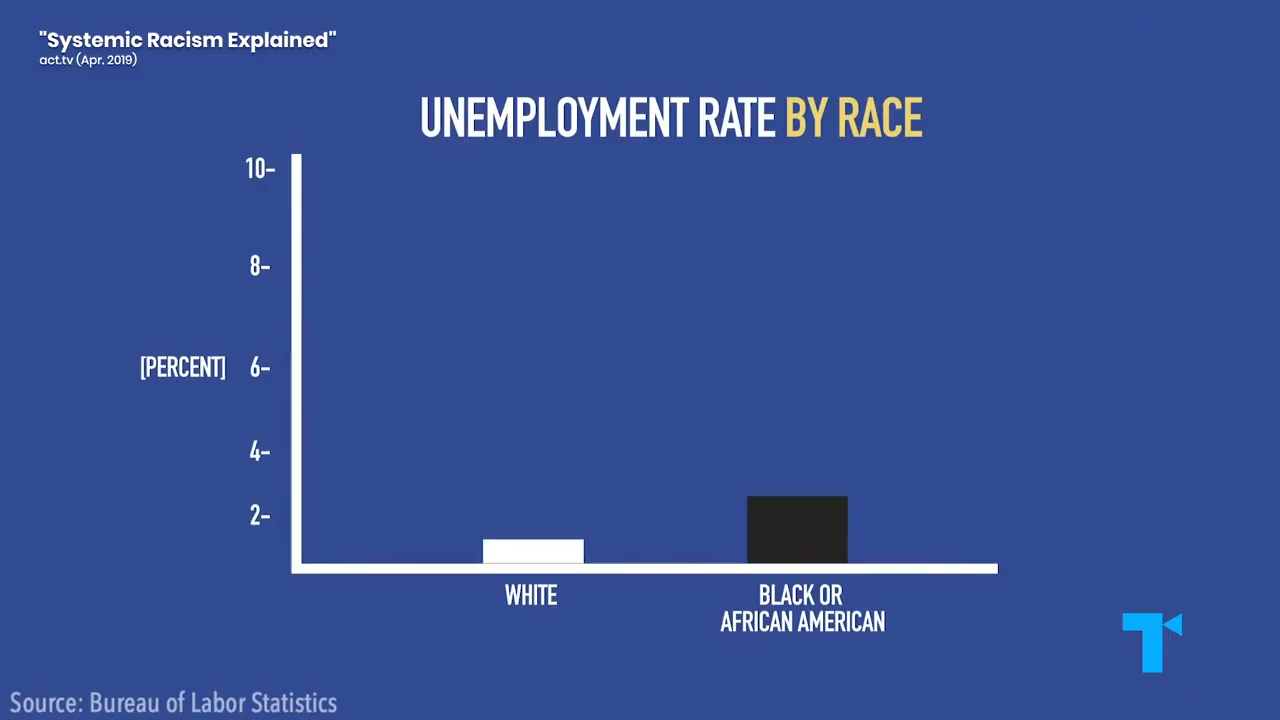 "Systemic Racism Explained"
act.tv (Apr. 2019)
UNEMPLOYMENT RATE BY RACE
10-
8-
[PERCENT] 6-
4-
2-
WHITE
BLACK OR
AFRICAN AMERICAN
Source: Bureau of Labor Statistics